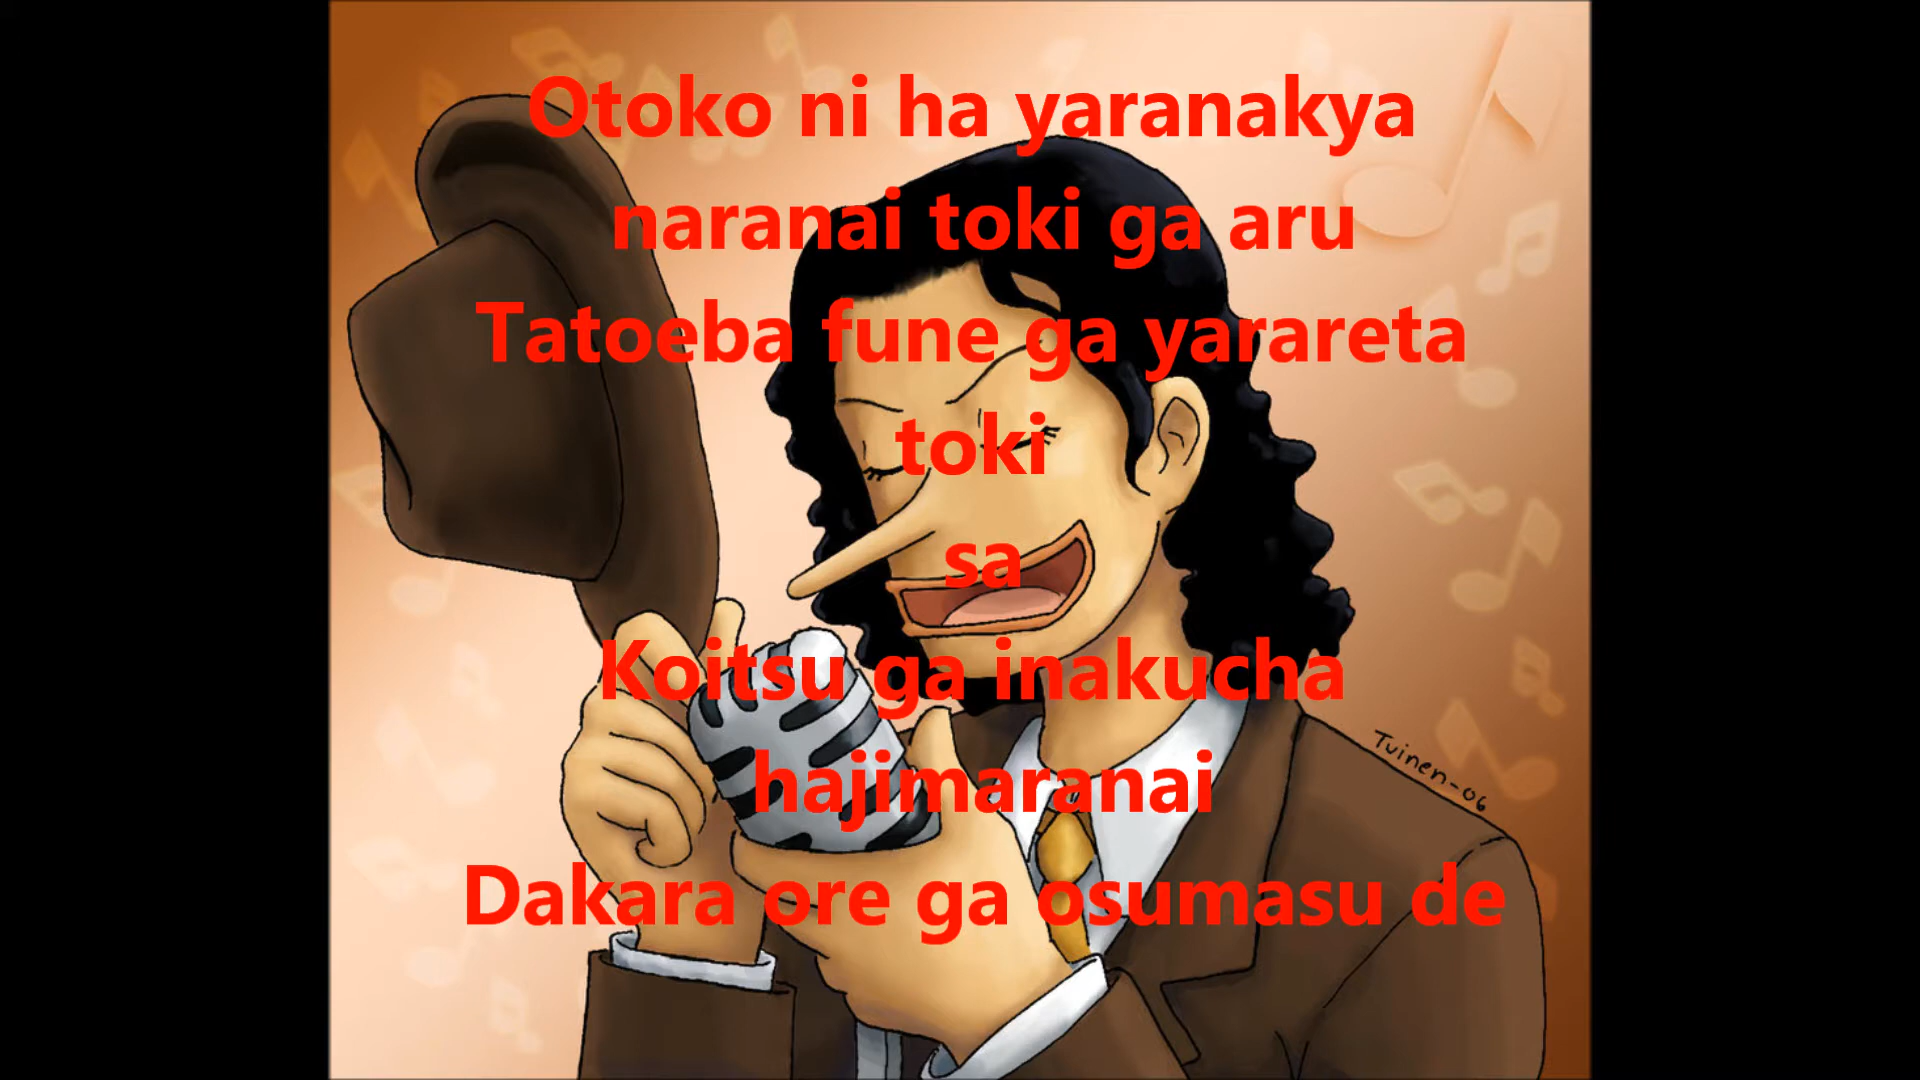 Otoko ni ha yaranakya
naranai toki ga aru
Tatoeba fune ga yarareta
toki
sa
Koitsu ga inakucha
hajimaranai
Dakara ore ga osumasu de
Tuinen-06